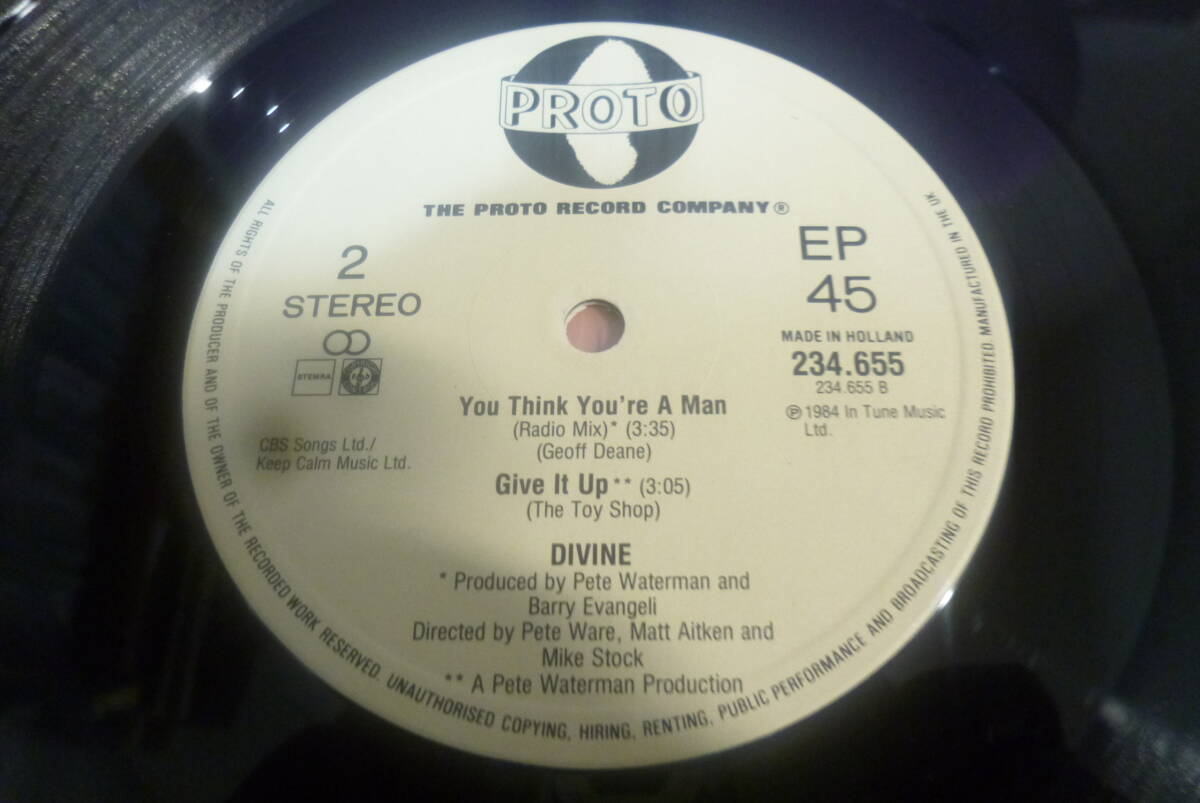 PROTO
THE PROTO RECORD COMPANY®
2
STEREO
STEMRA
EP
45
MADE IN HOLLAND
234.655
234.655 B
℗ 1984 In Tune Music
Ltd.
CBS Songs Ltd./
Keep Calm Music Ltd.
You Think You're A Man
(Radio Mix)* (3:35)
(Geoff Deane)
Give It Up ** (3:05)
(The Toy Shop)
DIVINE
* Produced by Pete Waterman and
Barry Evangeli
Directed by Pete Ware, Matt Aitken and
Mike Stock
** A Pete Waterman Production
ALL RIGHTS OF THE PRODUCER AND OF THE OWNER OF THE RECORDED WORK RESERVED. UNAUTHORISED COPYING, HIRING, RENTING, PUBLIC PERFORMANCE AND BROADCASTING OF THIS RECORD PROHIBITED. MANUFACTURED IN THE UK